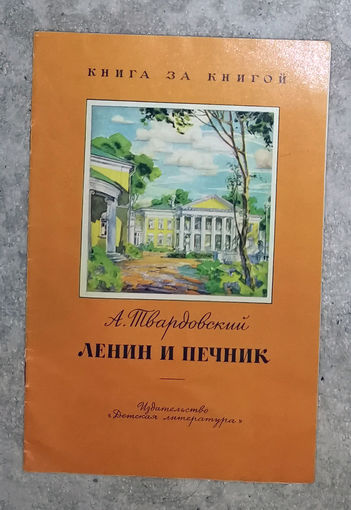 КНИГА ЗА КНИГОЙ
А. Твардовский
ЛЕНИН И ПЕЧНИК
Издательство
«Детская литература»